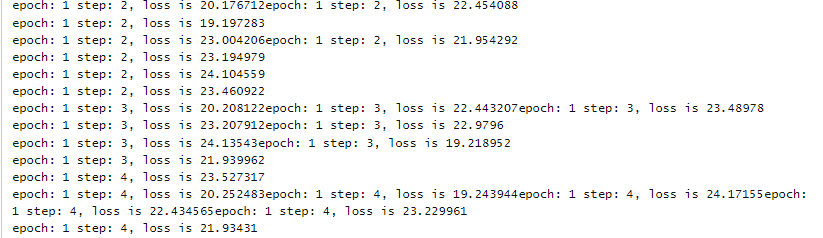 epoch: 1 step: 2, loss is 20.176712epoch: 1 step: 2, loss is 22.454088
epoch: 1 step: 2, loss is 19.197283
epoch: 1 step: 2, loss is 23.004206epoch: 1 step: 2, loss is 21.954292
epoch: 1 step: 2, loss is 23.194979
epoch: 1 step: 2, loss is 24.104559
epoch: 1 step: 2, loss is 23.460922
epoch: 1 step: 3, loss is 20.208122epoch: 1 step: 3, loss is 22.443207epoch: 1 step: 3, loss is 23.48978
epoch: 1 step: 3, loss is 23.207912epoch: 1 step: 3, loss is 22.9796
epoch: 1 step: 3, loss is 24.13543epoch: 1 step: 3, loss is 19.218952
epoch: 1 step: 3, loss is 21.939962
epoch: 1 step: 4, loss is 23.527317
epoch: 1 step: 4, loss is 20.252483epoch: 1 step: 4, loss is 19.243944epoch: 1 step: 4, loss is 24.17155epoch:
1 step: 4, loss is 22.434565epoch: 1 step: 4, loss is 23.229961
epoch: 1 step: 4, loss is 21.93431